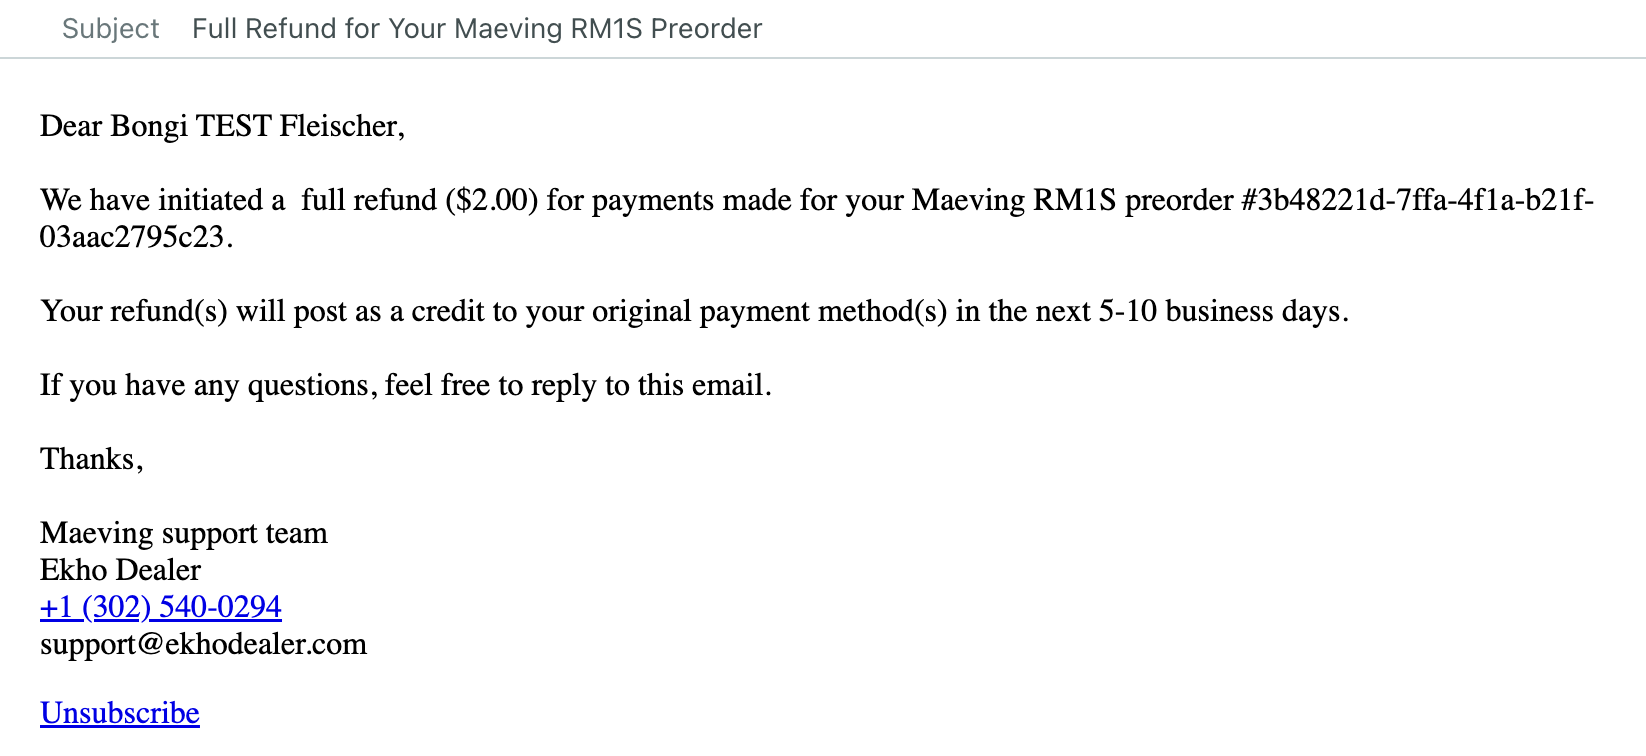 Subject Full Refund for Your Maeving RM1S Preorder
Dear Bongi TEST Fleischer,
We have initiated a  full refund ($2.00) for payments made for your Maeving RM1S preorder #3b48221d-7ffa-4f1a-b21f-
03aac2795c23.
Your refund(s) will post as a credit to your original payment method(s) in the next 5-10 business days.
If you have any questions, feel free to reply to this email.
Thanks,
Maeving support team
Ekho Dealer
+1 (302) 540-0294
support@ekhodealer.com
Unsubscribe